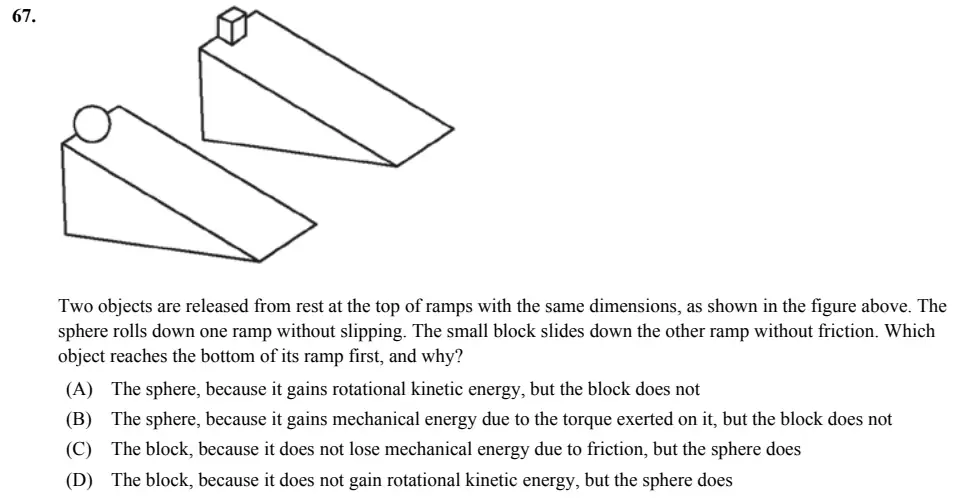 67.
Two objects are released from rest at the top of ramps with the same dimensions, as shown in the figure above. The
sphere rolls down one ramp without slipping. The small block slides down the other ramp without friction. Which
object reaches the bottom of its ramp first, and why?
(A) The sphere, because it gains rotational kinetic energy, but the block does not
(B) The sphere, because it gains mechanical energy due to the torque exerted on it, but the block does not
(C) The block, because it does not lose mechanical energy due to friction, but the sphere does
(D) The block, because it does not gain rotational kinetic energy, but the sphere does